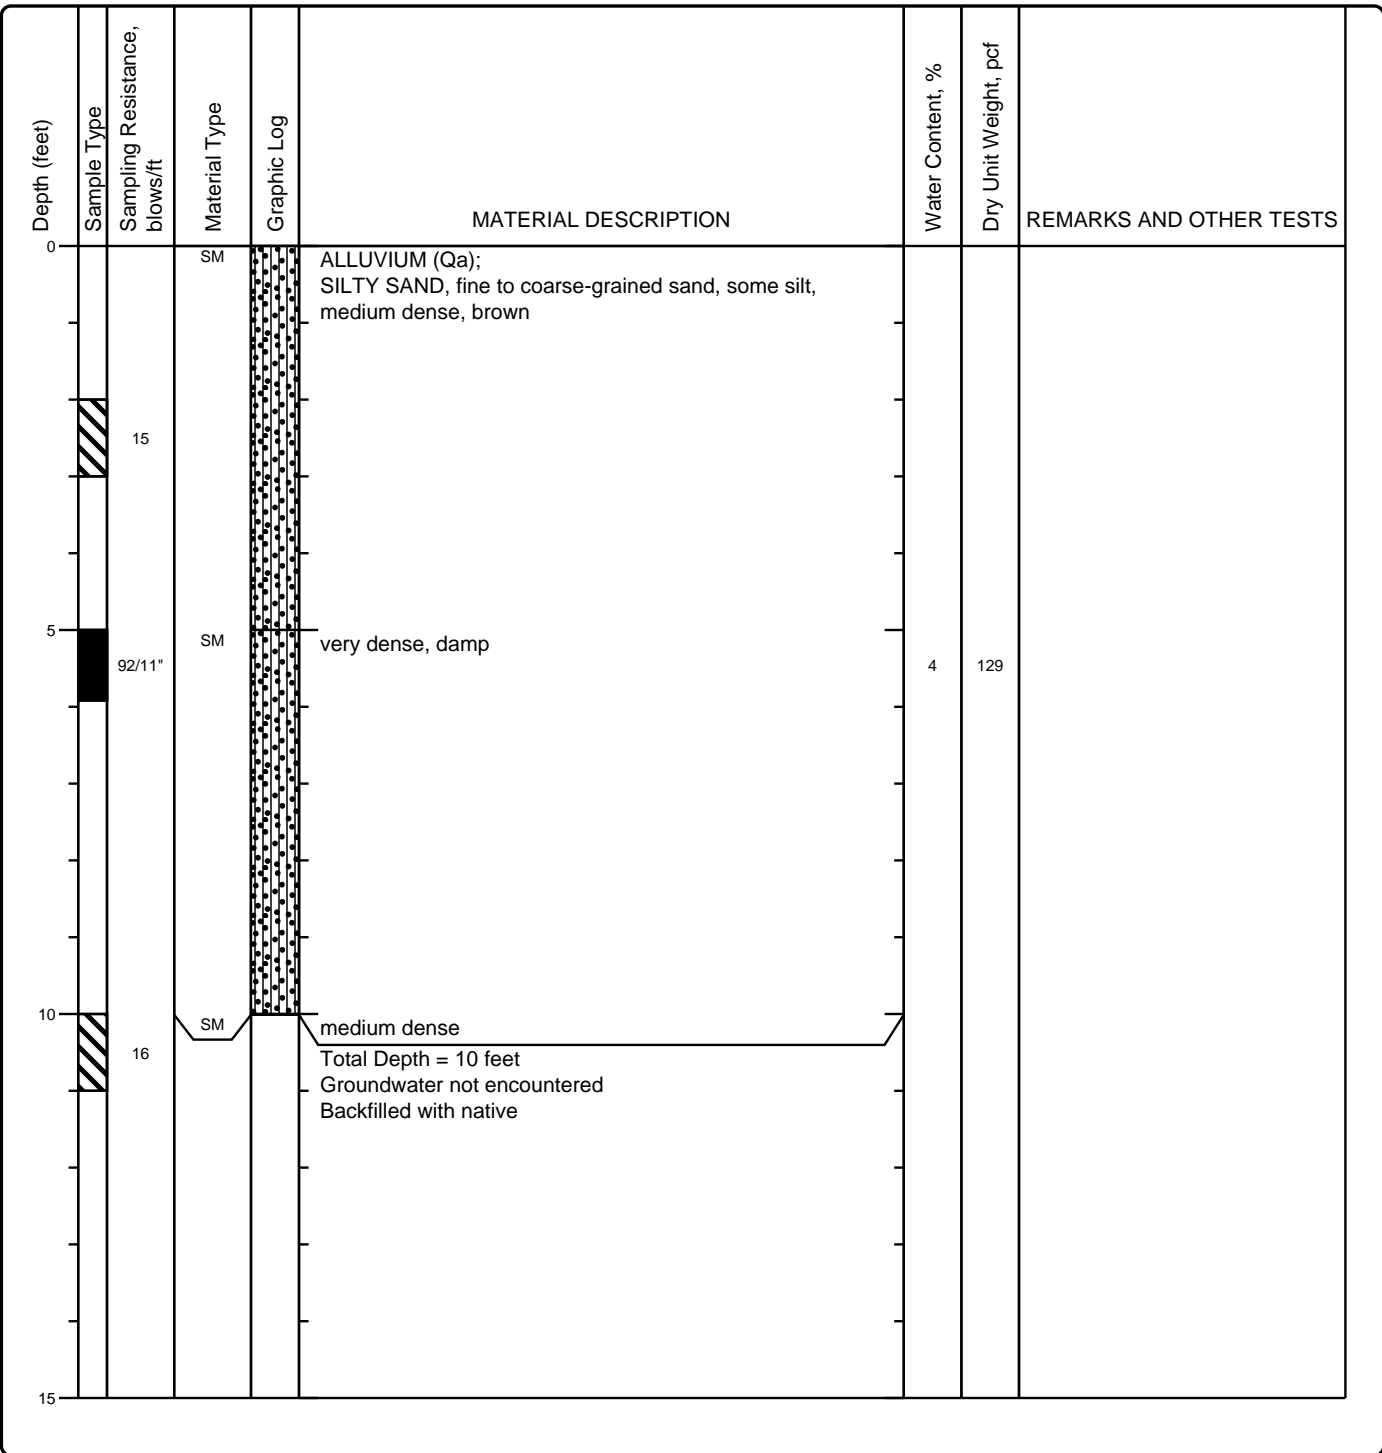 Depth (feet)
Sample Type
Sampling Resistance,
blows/ft
Material Type
Graphic Log
MATERIAL DESCRIPTION
Water Content, %
Dry Unit Weight, pcf
REMARKS AND OTHER TESTS
0
SM
ALLUVIUM (Qa);
SILTY SAND, fine to coarse-grained sand, some silt,
medium dense, brown
15
5
SM
very dense, damp
92/11"
4
129
10
SM
medium dense
16
Total Depth = 10 feet
Groundwater not encountered
Backfilled with native
15